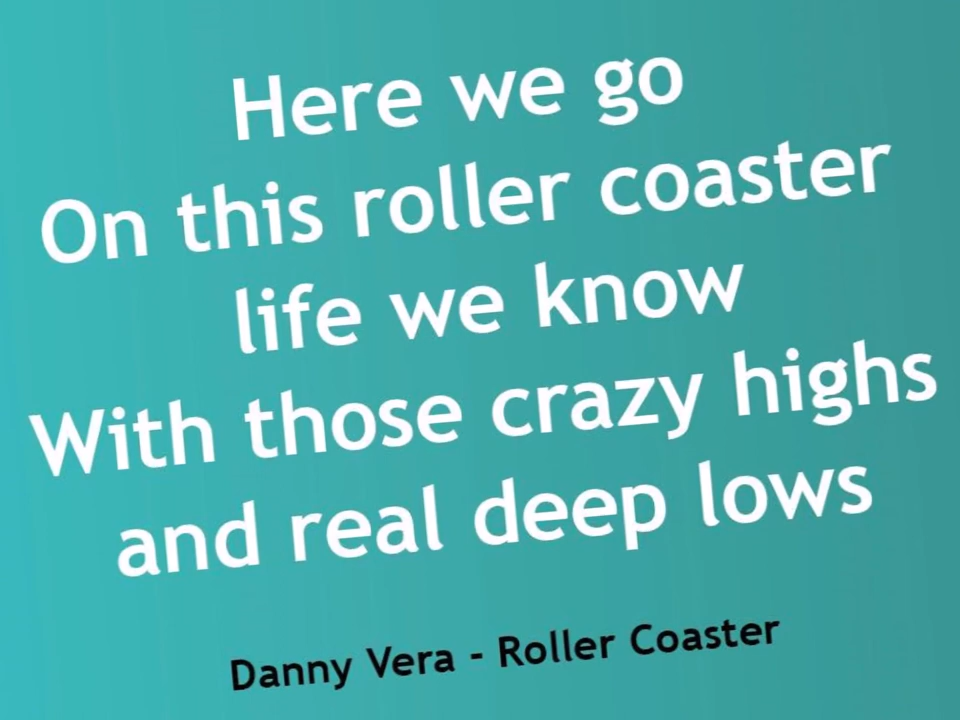 Here we go
On this roller coaster
life we know
With those crazy highs
and real deep lows
Danny Vera - Roller Coaster